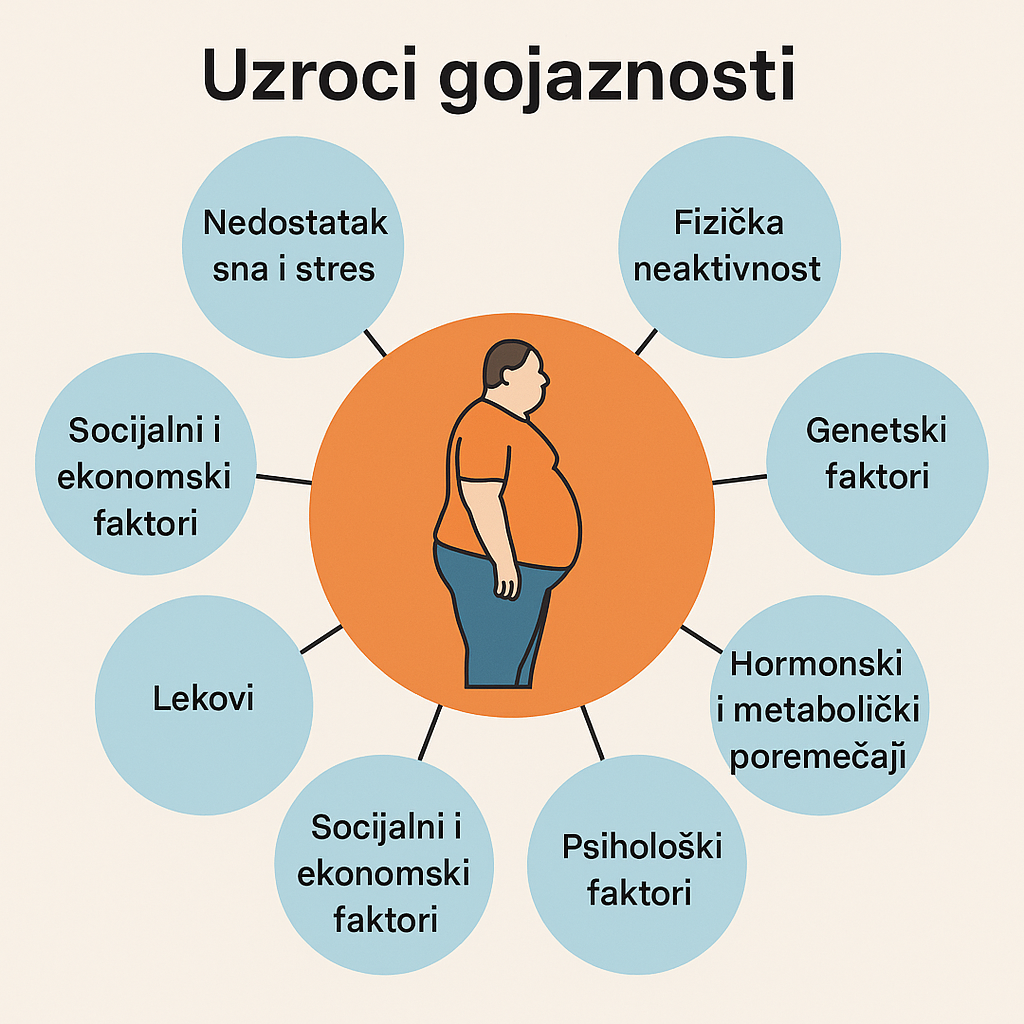 Uzroci gojaznosti
Nedostatak
sna i stres
Fizička
neaktivnost
Socijalni i
ekonomski
faktori
Genetski
faktori
Lekovi
Hormonski
i metabolički
poremečaji
Socijalni i
ekonomski
faktori
Psihološki
faktori